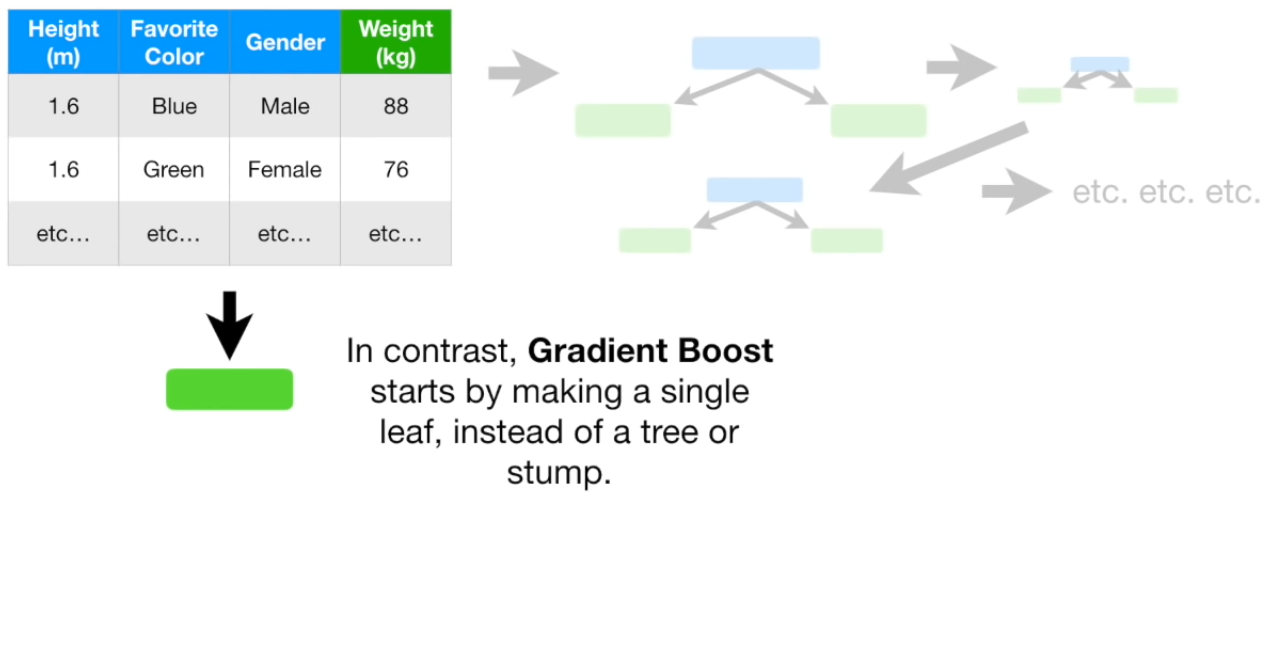 Height (m) Favorite Color Gender Weight (kg)
1.6 Blue Male 88
1.6 Green Female 76
etc… etc… etc… etc…
etc. etc. etc.
In contrast, Gradient Boost
starts by making a single
leaf, instead of a tree or
stump.